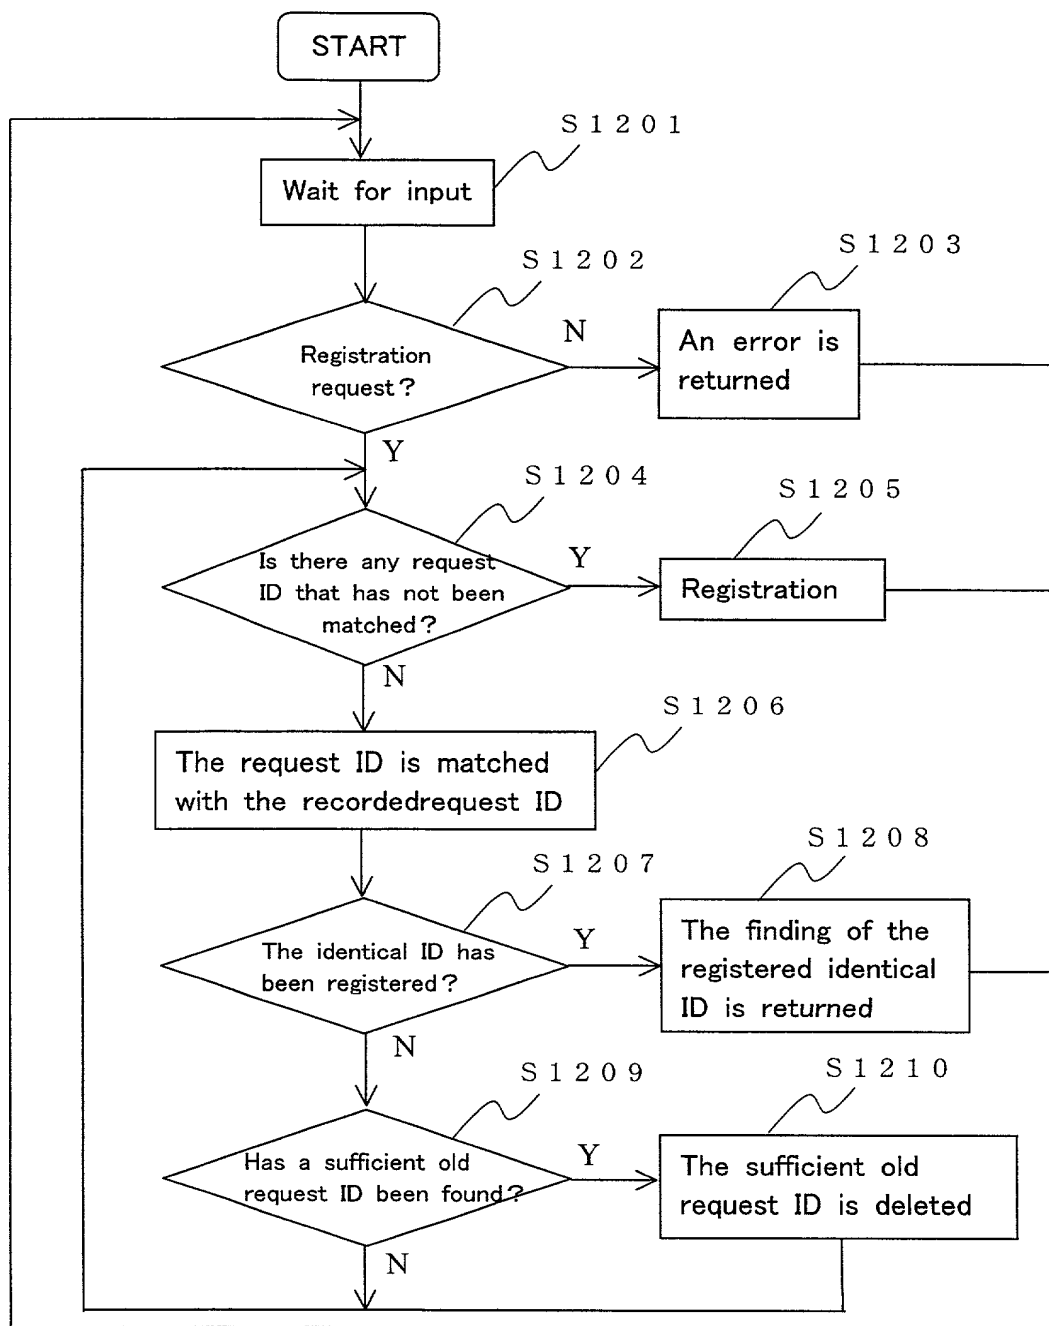 START
S1201
Wait for input
S1202
S1203
Registration
request?
N
An error is
returned
Y
S1204
S1205
Is there any request
ID that has not been
matched?
Y
Registration
N
S1206
The request ID is matched
with the recordedrequest ID
S1207
S1208
The identical ID has
been registered?
Y
The finding of the
registered identical
ID is returned
N
S1209
S1210
Has a sufficient old
request ID been found?
Y
The sufficient old
request ID is deleted
N